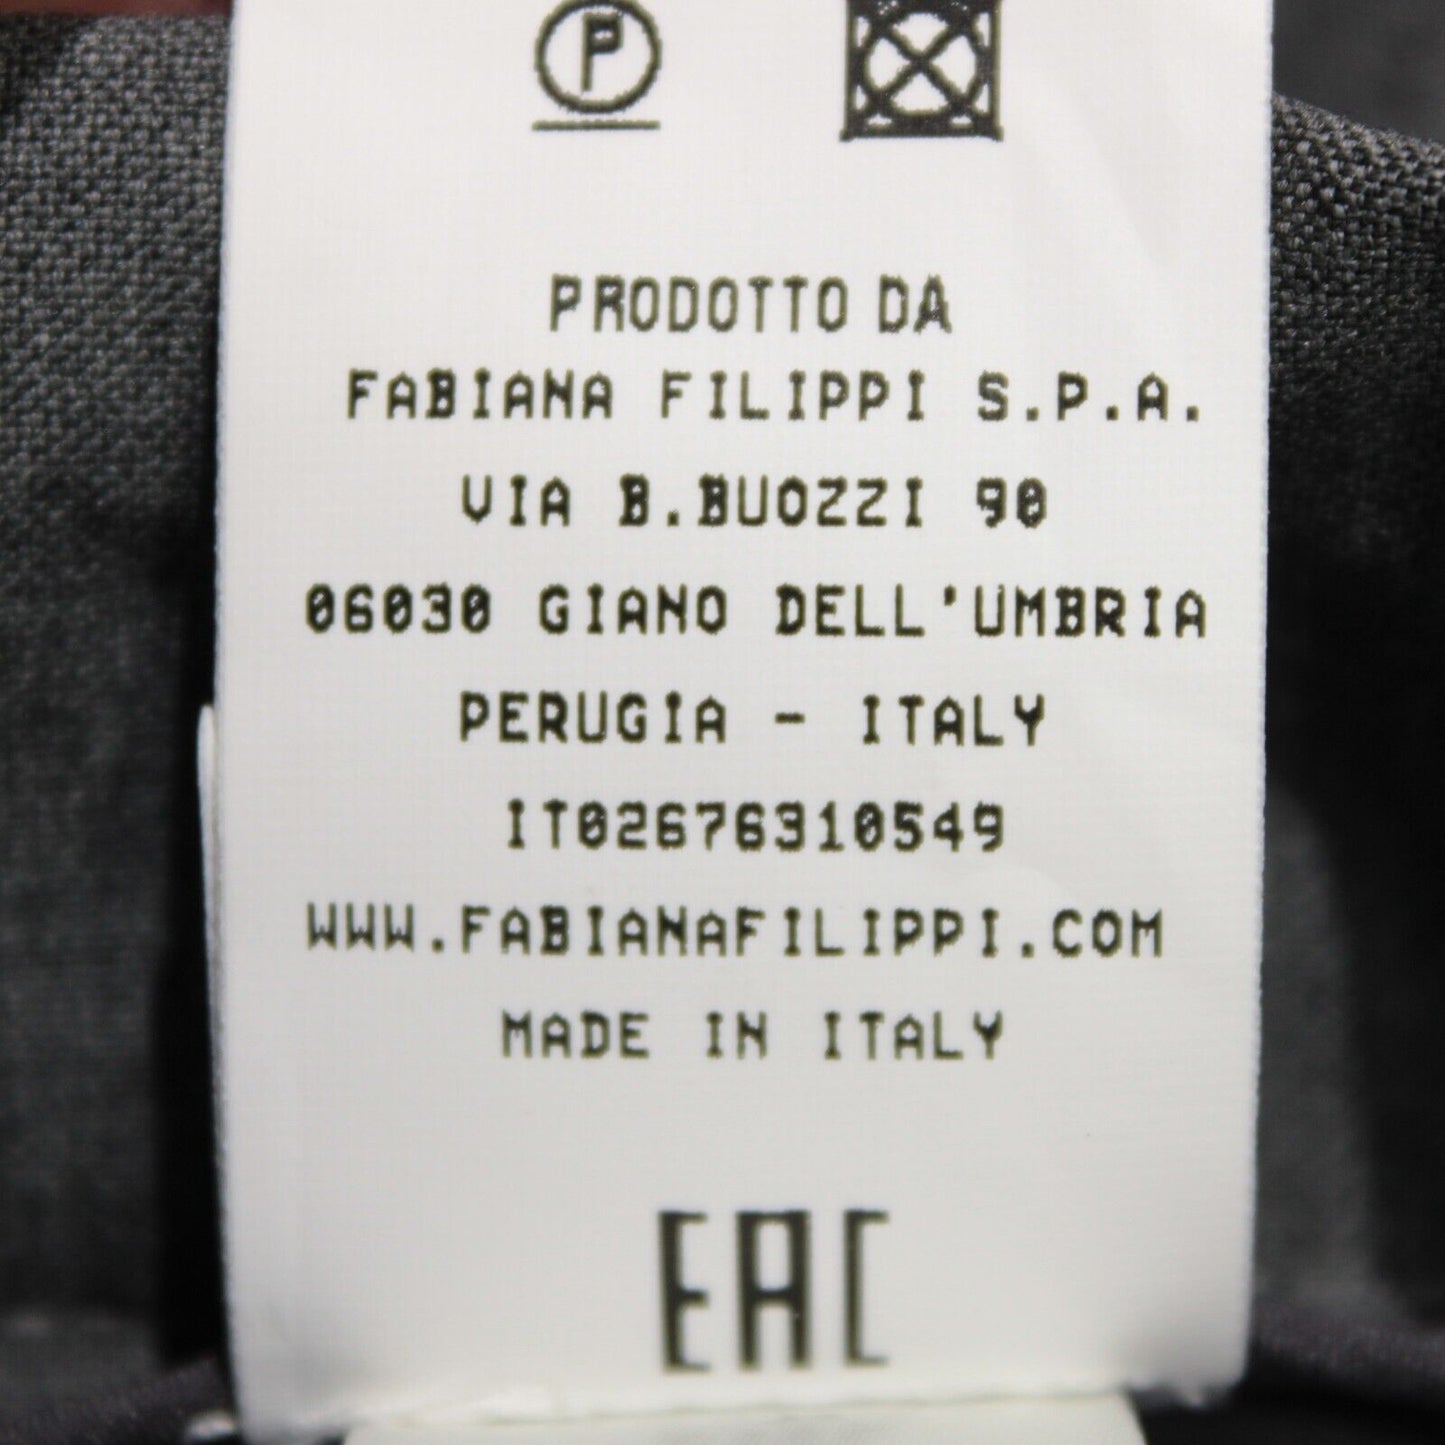 P
PRODOTTO DA
FABIANA FILIPPI S.P.A.
VIA B.BUOZZI 90
06030 GIANO DELL'UMBRIA
PERUGIA - ITALY
IT02676310549
WWW.FABIANAFILIPPI.COM
MADE IN ITALY
EAC